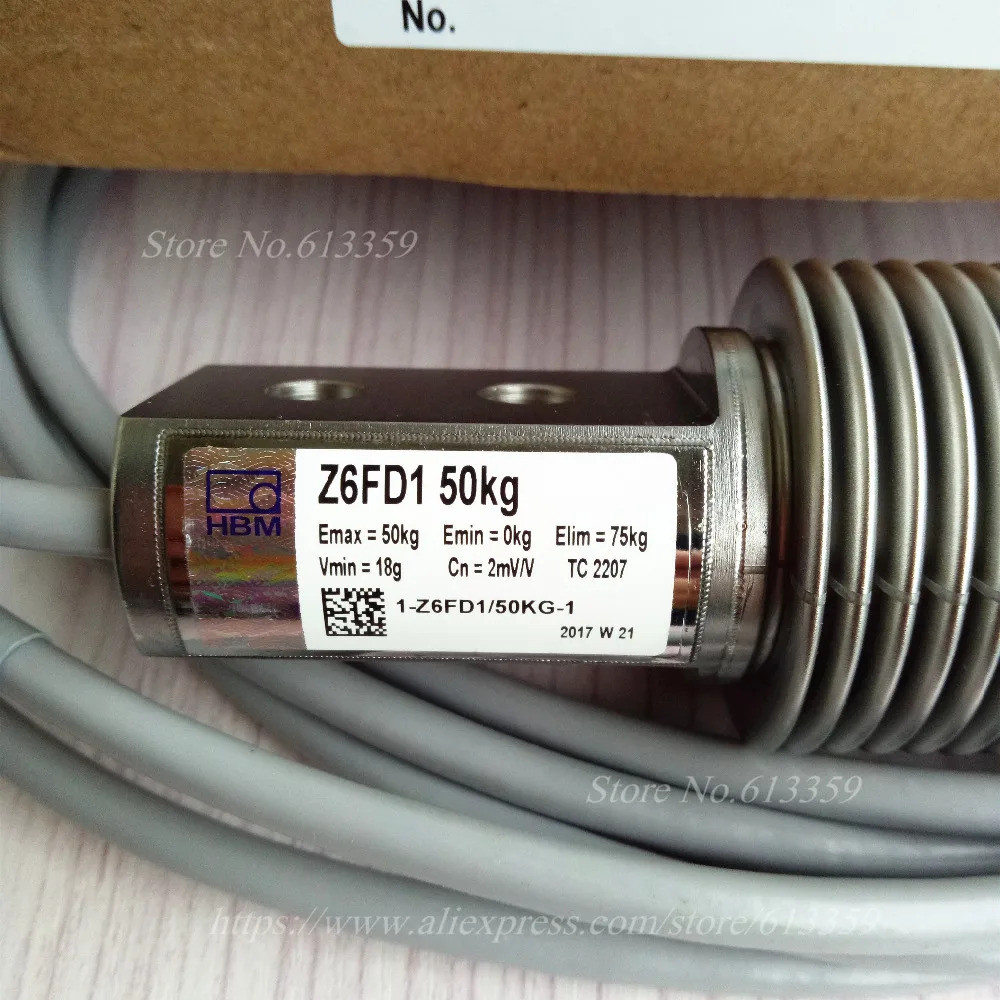 No.
Store No.613359
HBM
Z6FD1 50kg
Emax = 50kg Emin = 0kg Elim = 75kg
Vmin = 18g Cn = 2mV/V TC 2207
1-Z6FD1/50KG-1
2017 W 21
Store No.613359
https://www.aliexpress.com/store/613359